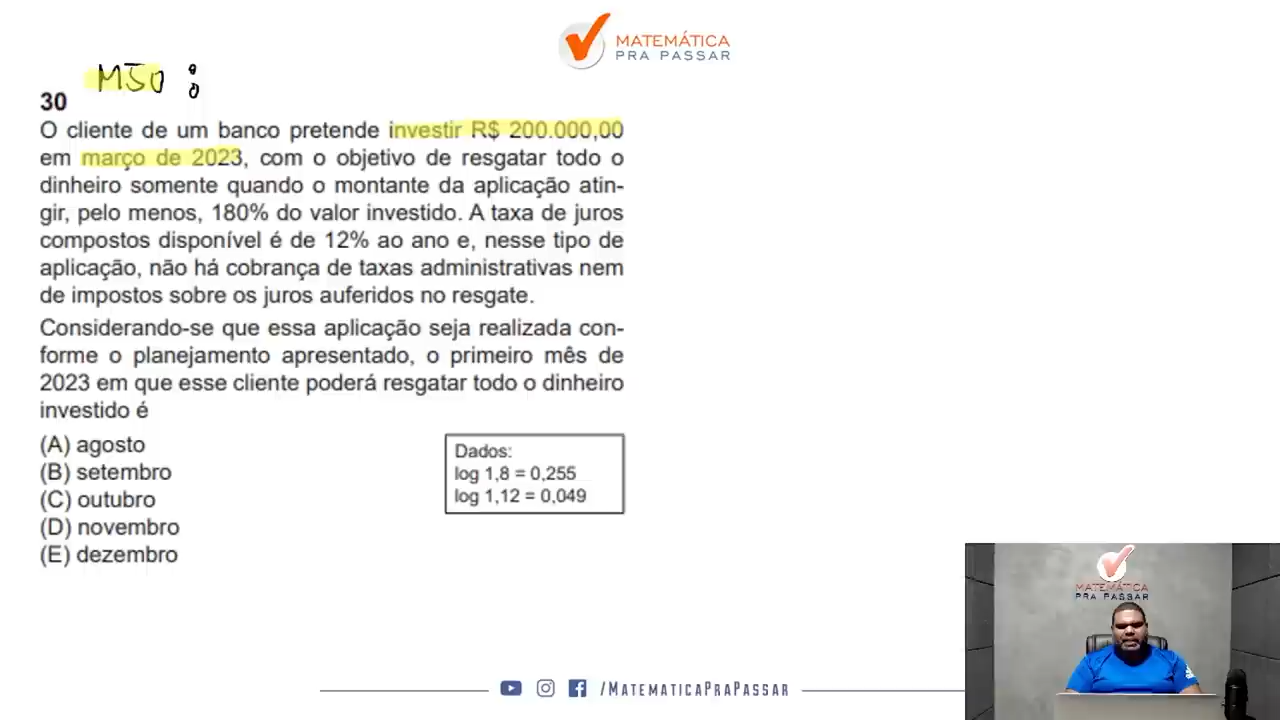 MATEMÁTICA
PRA PASSAR
MJO :
30
O cliente de um banco pretende investir R$ 200.000,00
em março de 2023, com o objetivo de resgatar todo o
dinheiro somente quando o montante da aplicação atin-
gir, pelo menos, 180% do valor investido. A taxa de juros
compostos disponível é de 12% ao ano e, nesse tipo de
aplicação, não há cobrança de taxas administrativas nem
de impostos sobre os juros auferidos no resgate.
Considerando-se que essa aplicação seja realizada con-
forme o planejamento apresentado, o primeiro mês de
2023 em que esse cliente poderá resgatar todo o dinheiro
investido é
(A) agosto
(B) setembro
(C) outubro
(D) novembro
(E) dezembro
Dados:
log 1,8 = 0,255
log 1,12 = 0,049
MATEMÁTICA
PRA PASSAR
/MATEMATICAPRAPASSAR